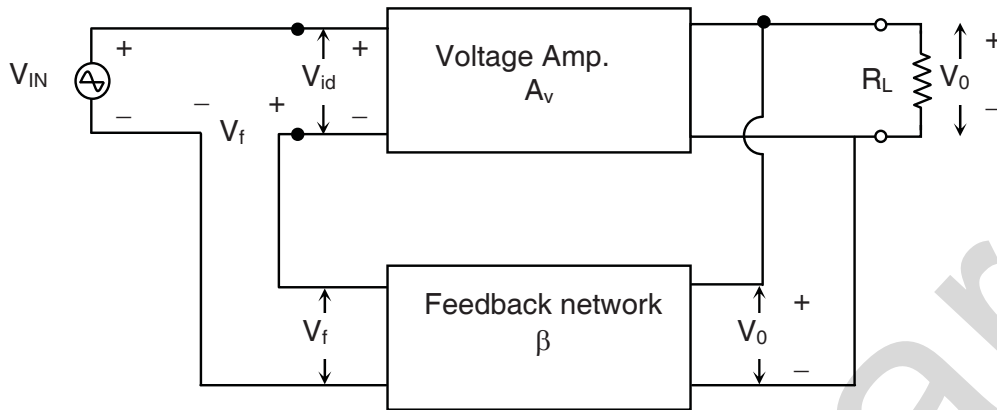 + + + +
Voltage Amp.
V_IN V_id R_L V_0
A_v
− + − − −
V_f
Feedback network
V_f V_0 +
β
−